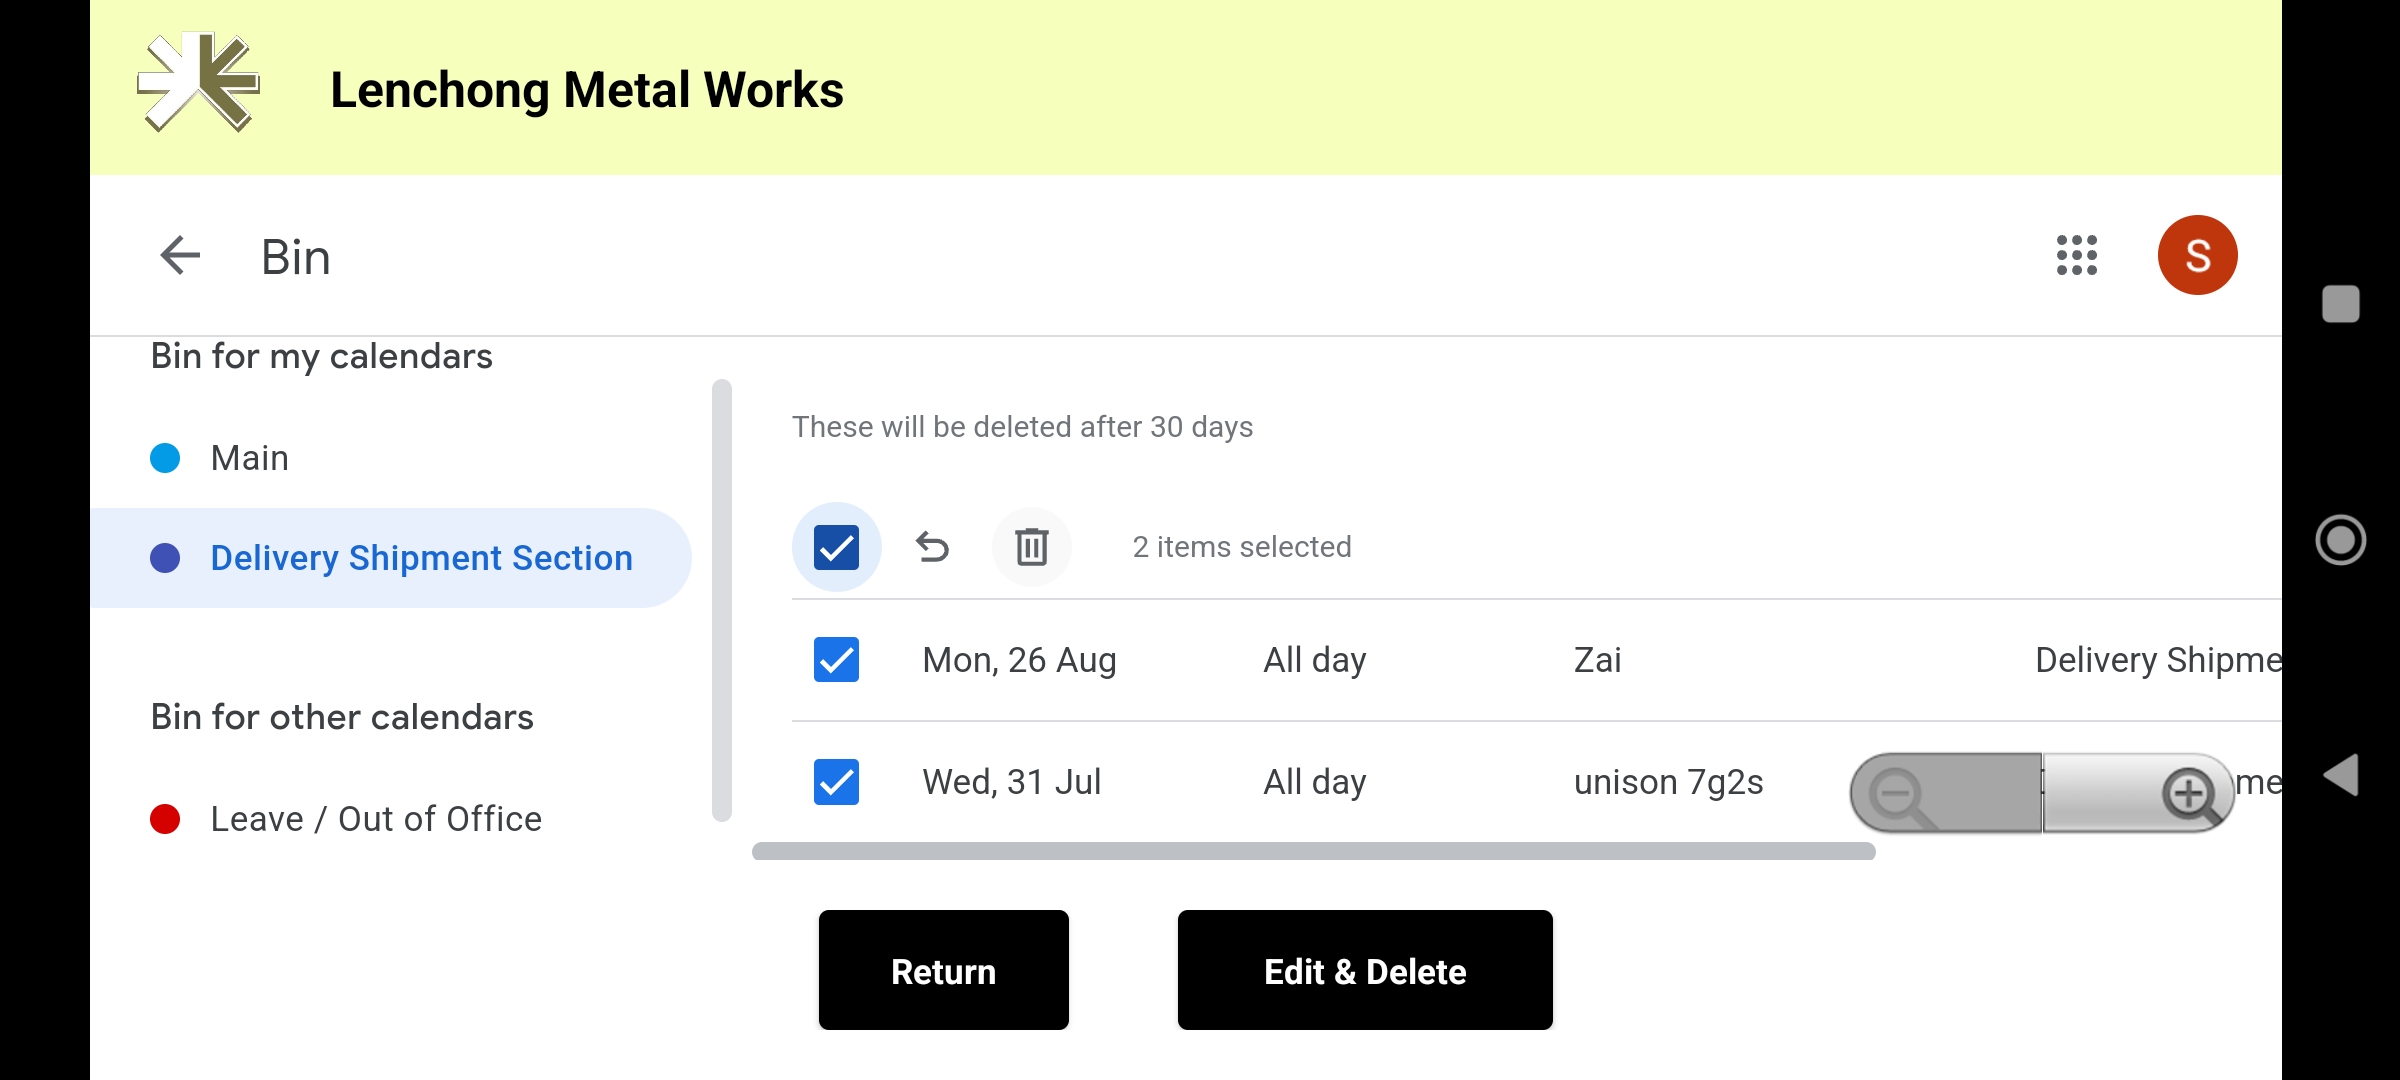 Lenchong Metal Works
Bin
S
Bin for my calendars
Main
Delivery Shipment Section
Bin for other calendars
Leave / Out of Office
These will be deleted after 30 days
2 items selected
Mon, 26 Aug All day Zai Delivery Shipme
Wed, 31 Jul All day unison 7g2s me
Return Edit & Delete